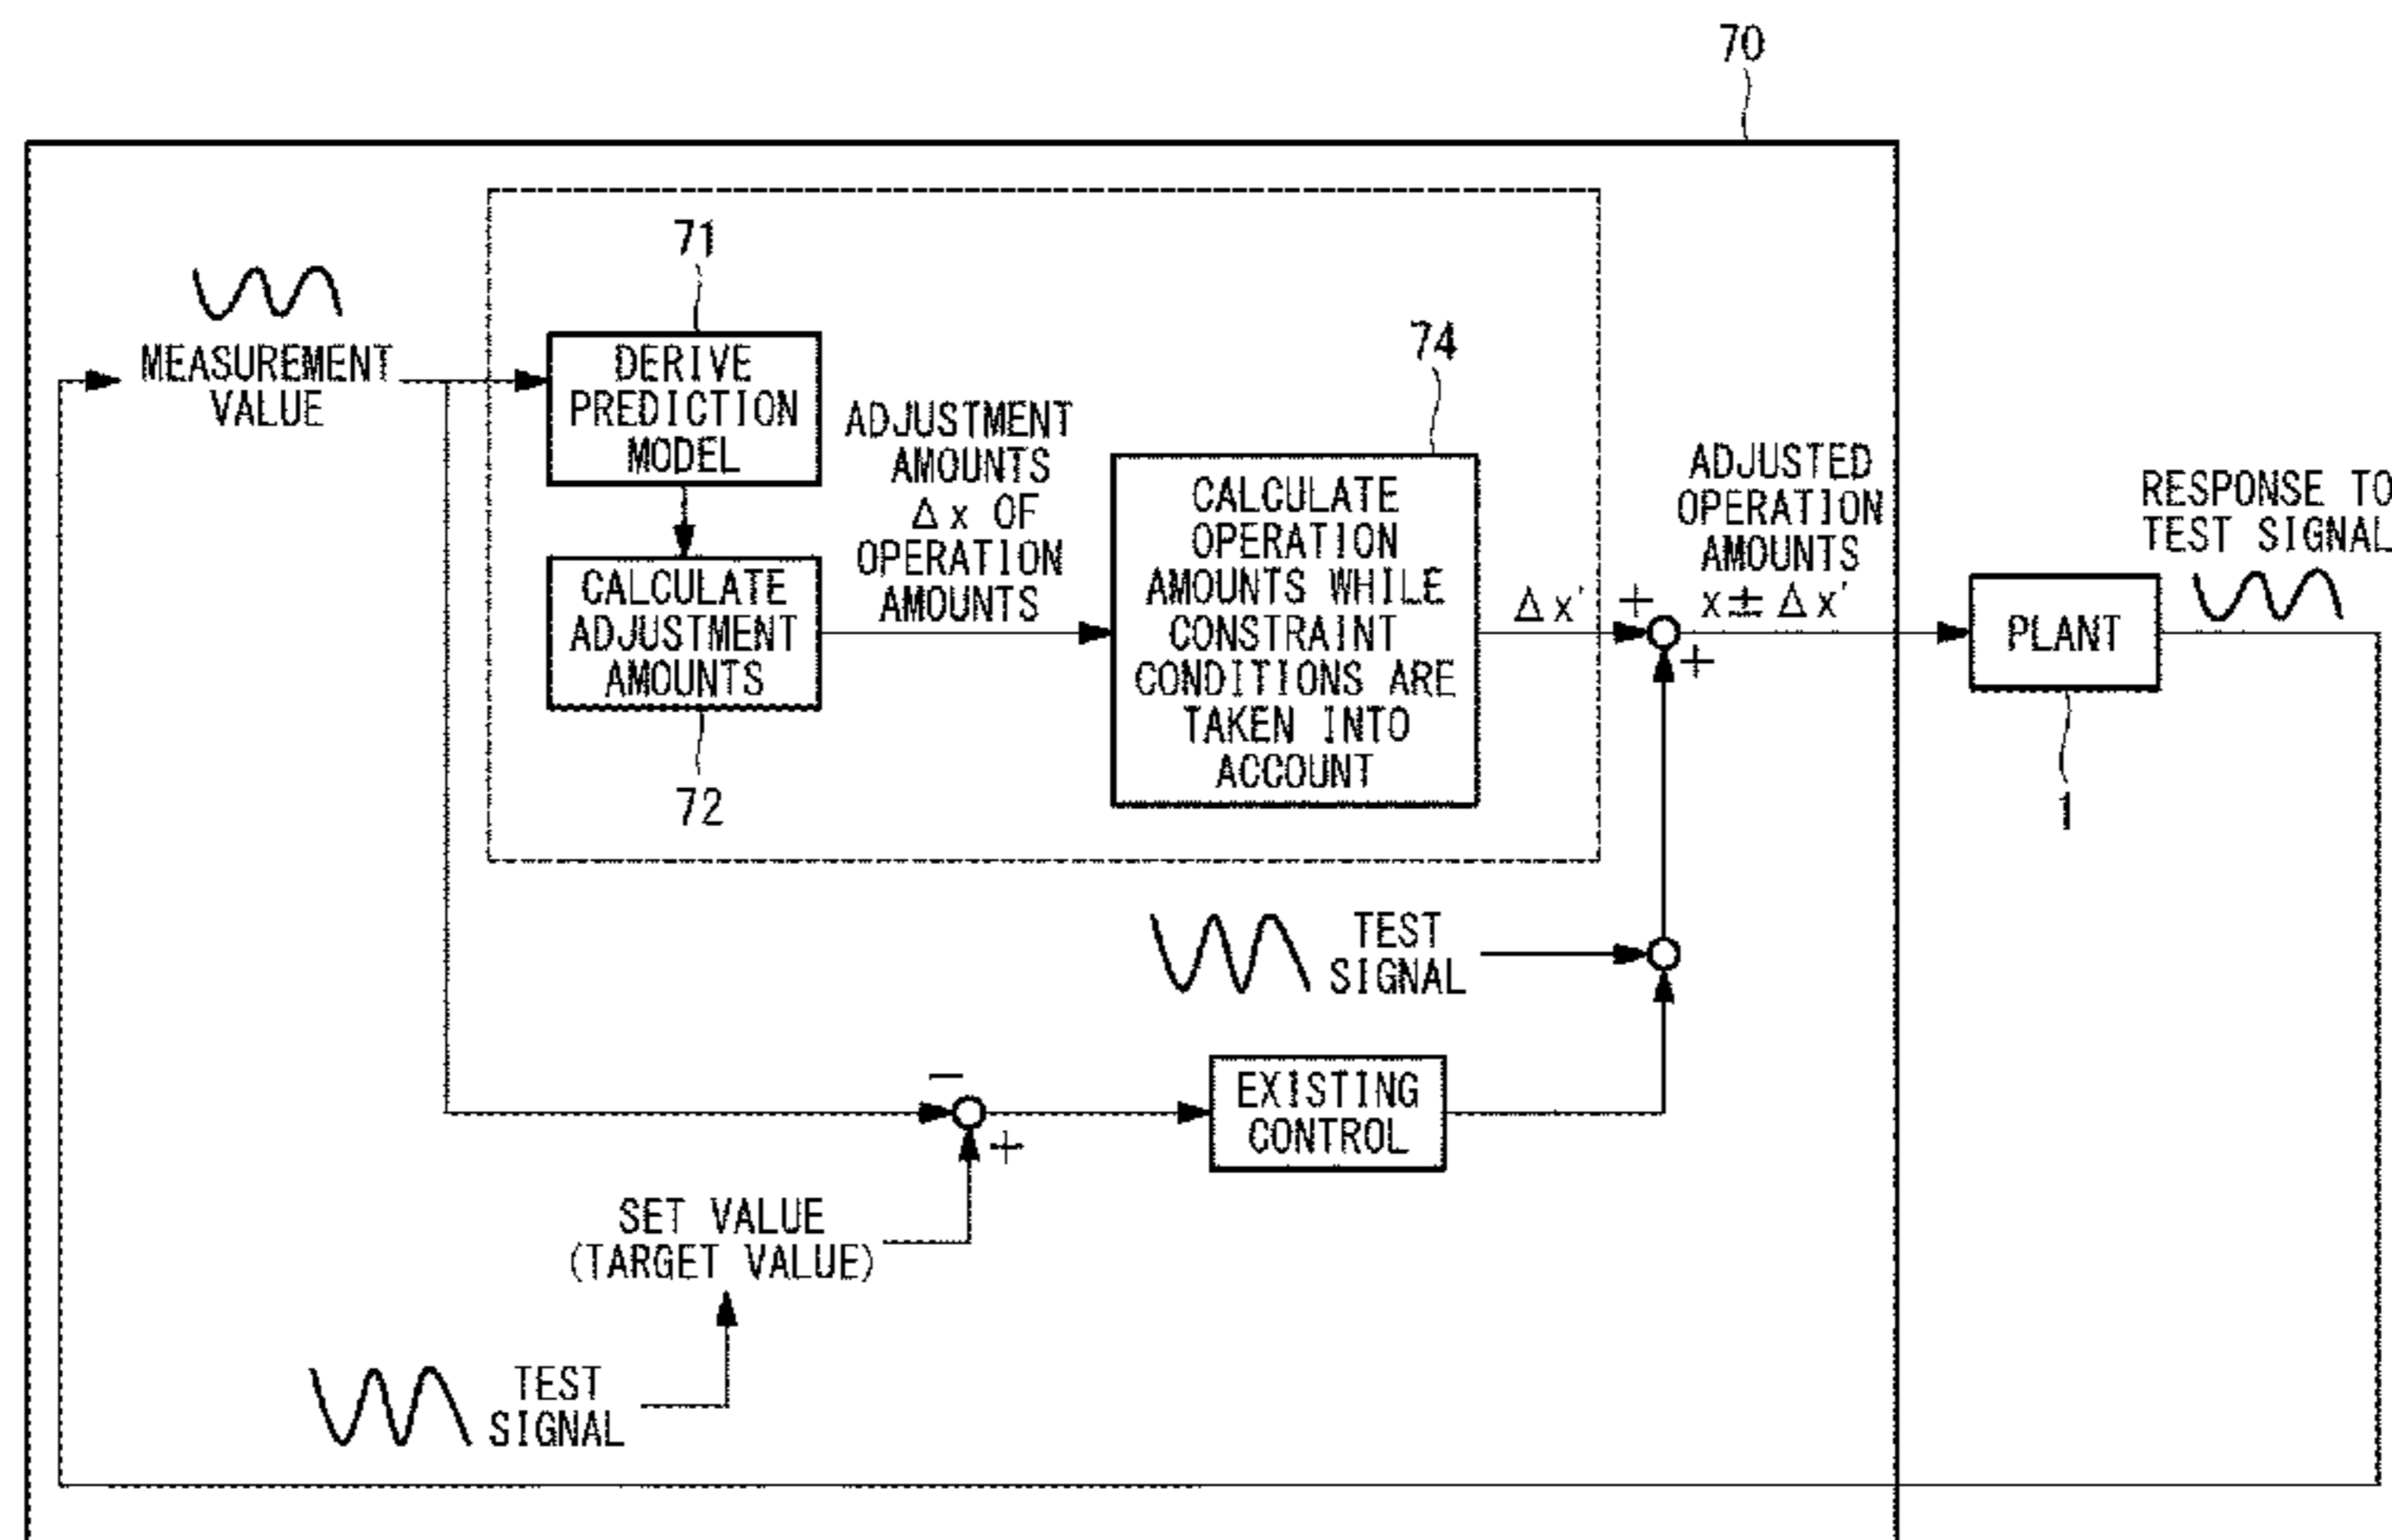 70
71
MEASUREMENT
VALUE
DERIVE
PREDICTION
MODEL
ADJUSTMENT
AMOUNTS
Δx OF
OPERATION
AMOUNTS
CALCULATE
ADJUSTMENT
AMOUNTS
72
74
CALCULATE
OPERATION
AMOUNTS WHILE
CONSTRAINT
CONDITIONS ARE
TAKEN INTO
ACCOUNT
Δx'
+
+
ADJUSTED
OPERATION
AMOUNTS
x±Δx'
PLANT
1
RESPONSE TO
TEST SIGNAL
TEST
SIGNAL
−
+
EXISTING
CONTROL
SET VALUE
(TARGET VALUE)
TEST
SIGNAL